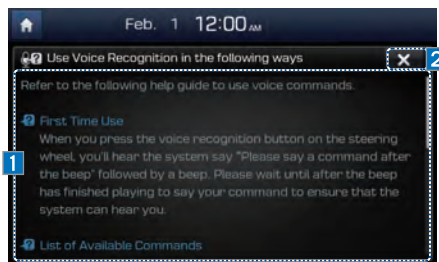 Feb. 1 12:00 AM
Use Voice Recognition in the following ways
2
Refer to the following help guide to use voice commands.
First Time Use
When you press the voice recognition button on the steering
wheel, you'll hear the system say "Please say a command after
the beep" followed by a beep. Please wait until after the beep
1
has finished playing to say your command to ensure that the
system can hear you.
List of Available Commands